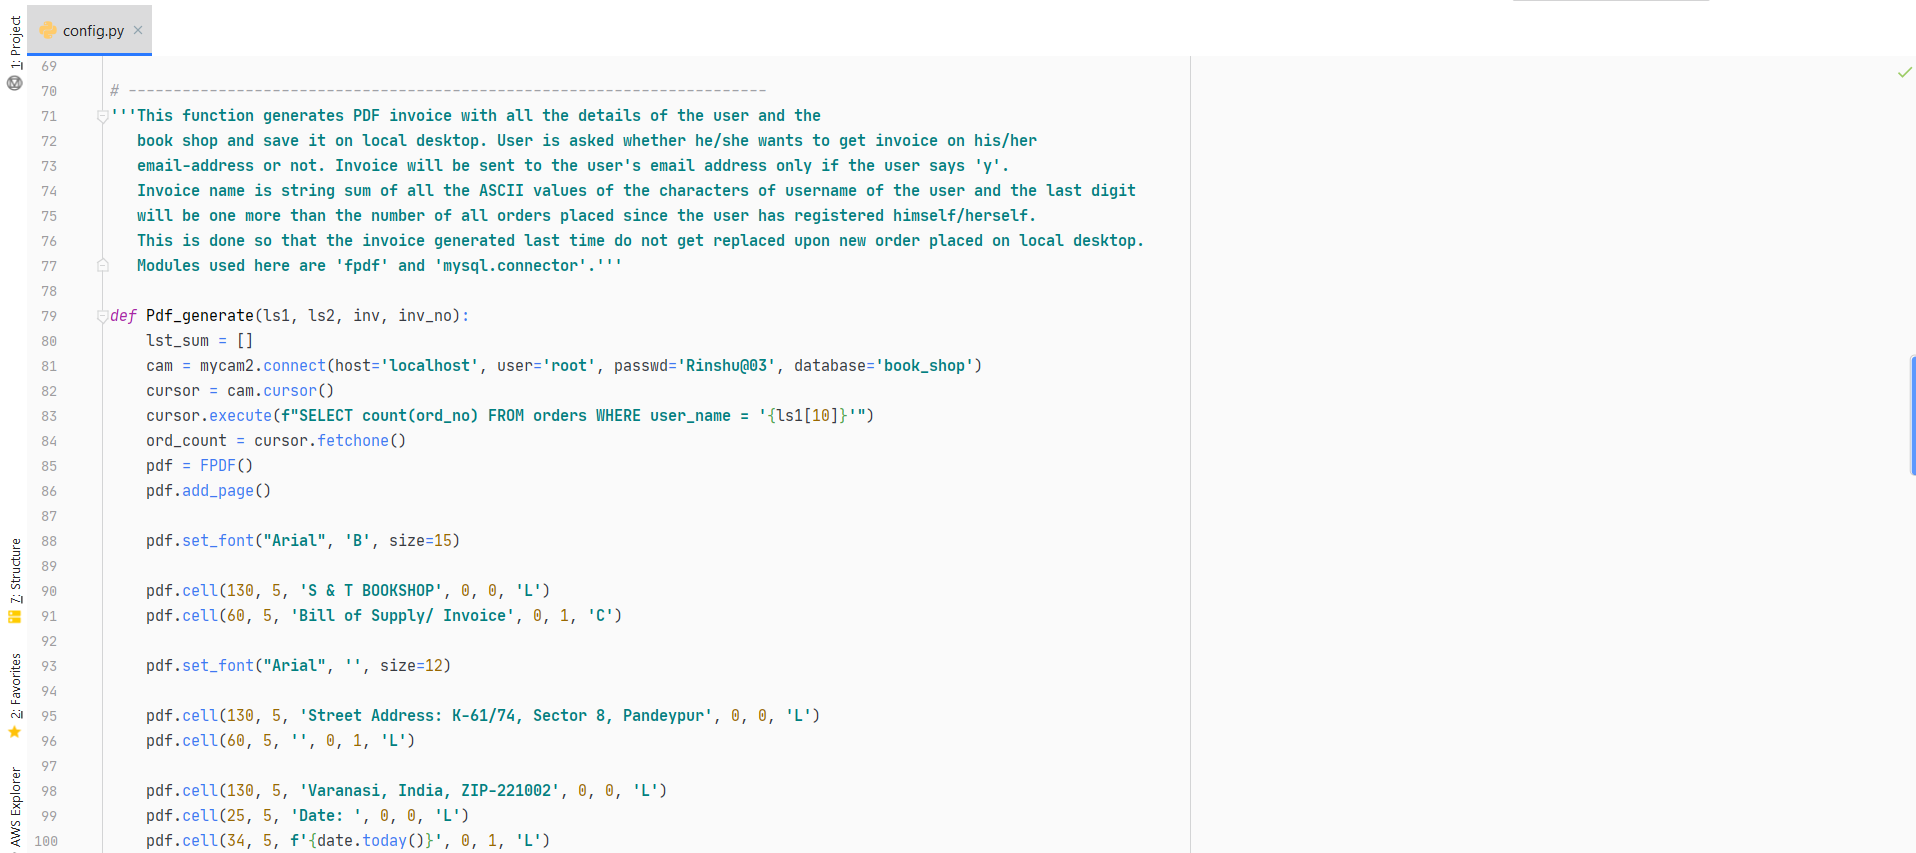 config.py
1: Project
7: Structure
2: Favorites
AWS Explorer
69
70 # -----------------------------------------------------------------------
71 '''This function generates PDF invoice with all the details of the user and the
72 book shop and save it on local desktop. User is asked whether he/she wants to get invoice on his/her
73 email-address or not. Invoice will be sent to the user's email address only if the user says 'y'.
74 Invoice name is string sum of all the ASCII values of the characters of username of the user and the last digit
75 will be one more than the number of all orders placed since the user has registered himself/herself.
76 This is done so that the invoice generated last time do not get replaced upon new order placed on local desktop.
77 Modules used here are 'fpdf' and 'mysql.connector'.'''
78
79 def Pdf_generate(ls1, ls2, inv, inv_no):
80 lst_sum = []
81 cam = mycam2.connect(host='localhost', user='root', passwd='Rinshu@03', database='book_shop')
82 cursor = cam.cursor()
83 cursor.execute(f"SELECT count(ord_no) FROM orders WHERE user_name = '{ls1[10]}'")
84 ord_count = cursor.fetchone()
85 pdf = FPDF()
86 pdf.add_page()
87
88 pdf.set_font("Arial", 'B', size=15)
89
90 pdf.cell(130, 5, 'S & T BOOKSHOP', 0, 0, 'L')
91 pdf.cell(60, 5, 'Bill of Supply/ Invoice', 0, 1, 'C')
92
93 pdf.set_font("Arial", '', size=12)
94
95 pdf.cell(130, 5, 'Street Address: K-61/74, Sector 8, Pandeypur', 0, 0, 'L')
96 pdf.cell(60, 5, '', 0, 1, 'L')
97
98 pdf.cell(130, 5, 'Varanasi, India, ZIP-221002', 0, 0, 'L')
99 pdf.cell(25, 5, 'Date: ', 0, 0, 'L')
100 pdf.cell(34, 5, f'{date.today()}', 0, 1, 'L')